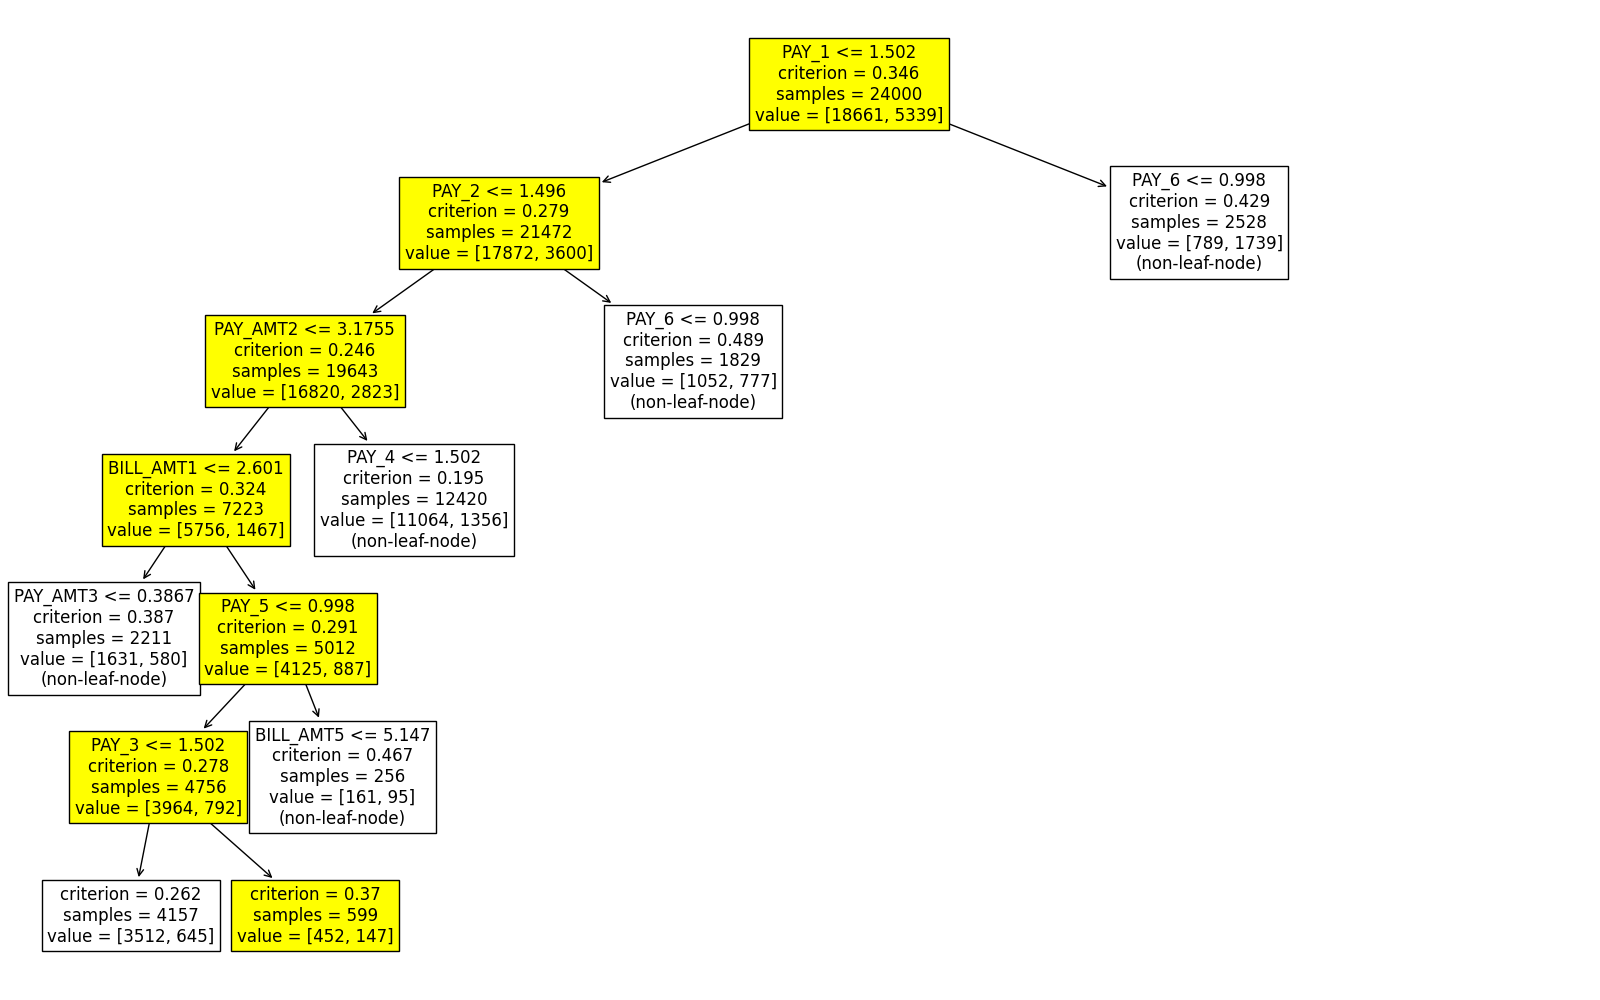 PAY_1 <= 1.502
criterion = 0.346
samples = 24000
value = [18661, 5339]
PAY_2 <= 1.496
criterion = 0.279
samples = 21472
value = [17872, 3600]
PAY_6 <= 0.998
criterion = 0.429
samples = 2528
value = [789, 1739]
(non-leaf-node)
PAY_AMT2 <= 3.1755
criterion = 0.246
samples = 19643
value = [16820, 2823]
PAY_6 <= 0.998
criterion = 0.489
samples = 1829
value = [1052, 777]
(non-leaf-node)
BILL_AMT1 <= 2.601
criterion = 0.324
samples = 7223
value = [5756, 1467]
PAY_4 <= 1.502
criterion = 0.195
samples = 12420
value = [11064, 1356]
(non-leaf-node)
PAY_AMT3 <= 0.3867
criterion = 0.387
samples = 2211
value = [1631, 580]
(non-leaf-node)
PAY_5 <= 0.998
criterion = 0.291
samples = 5012
value = [4125, 887]
PAY_3 <= 1.502
criterion = 0.278
samples = 4756
value = [3964, 792]
BILL_AMT5 <= 5.147
criterion = 0.467
samples = 256
value = [161, 95]
(non-leaf-node)
criterion = 0.262
samples = 4157
value = [3512, 645]
criterion = 0.37
samples = 599
value = [452, 147]